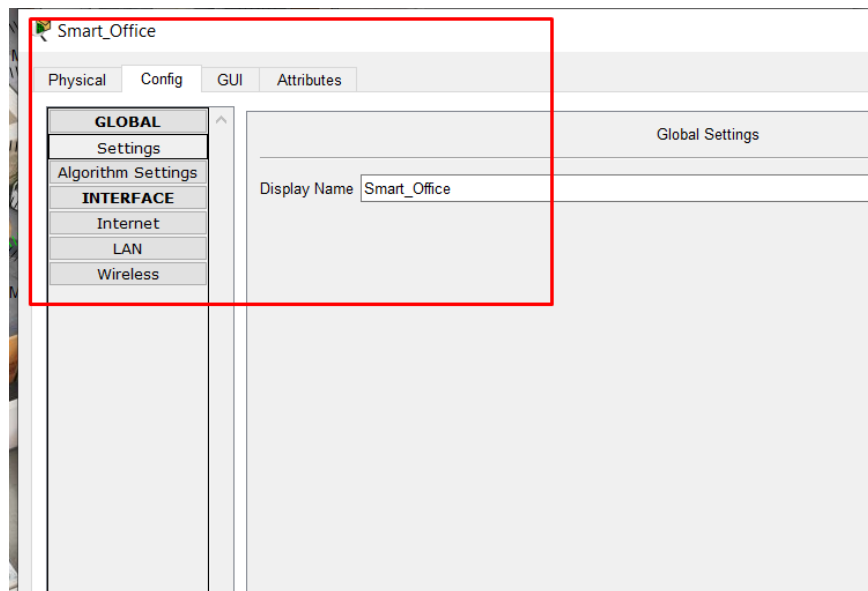 Smart_Office
Physical Config GUI Attributes
GLOBAL
Settings
Algorithm Settings
INTERFACE
Internet
LAN
Wireless
Global Settings
Display Name Smart_Office